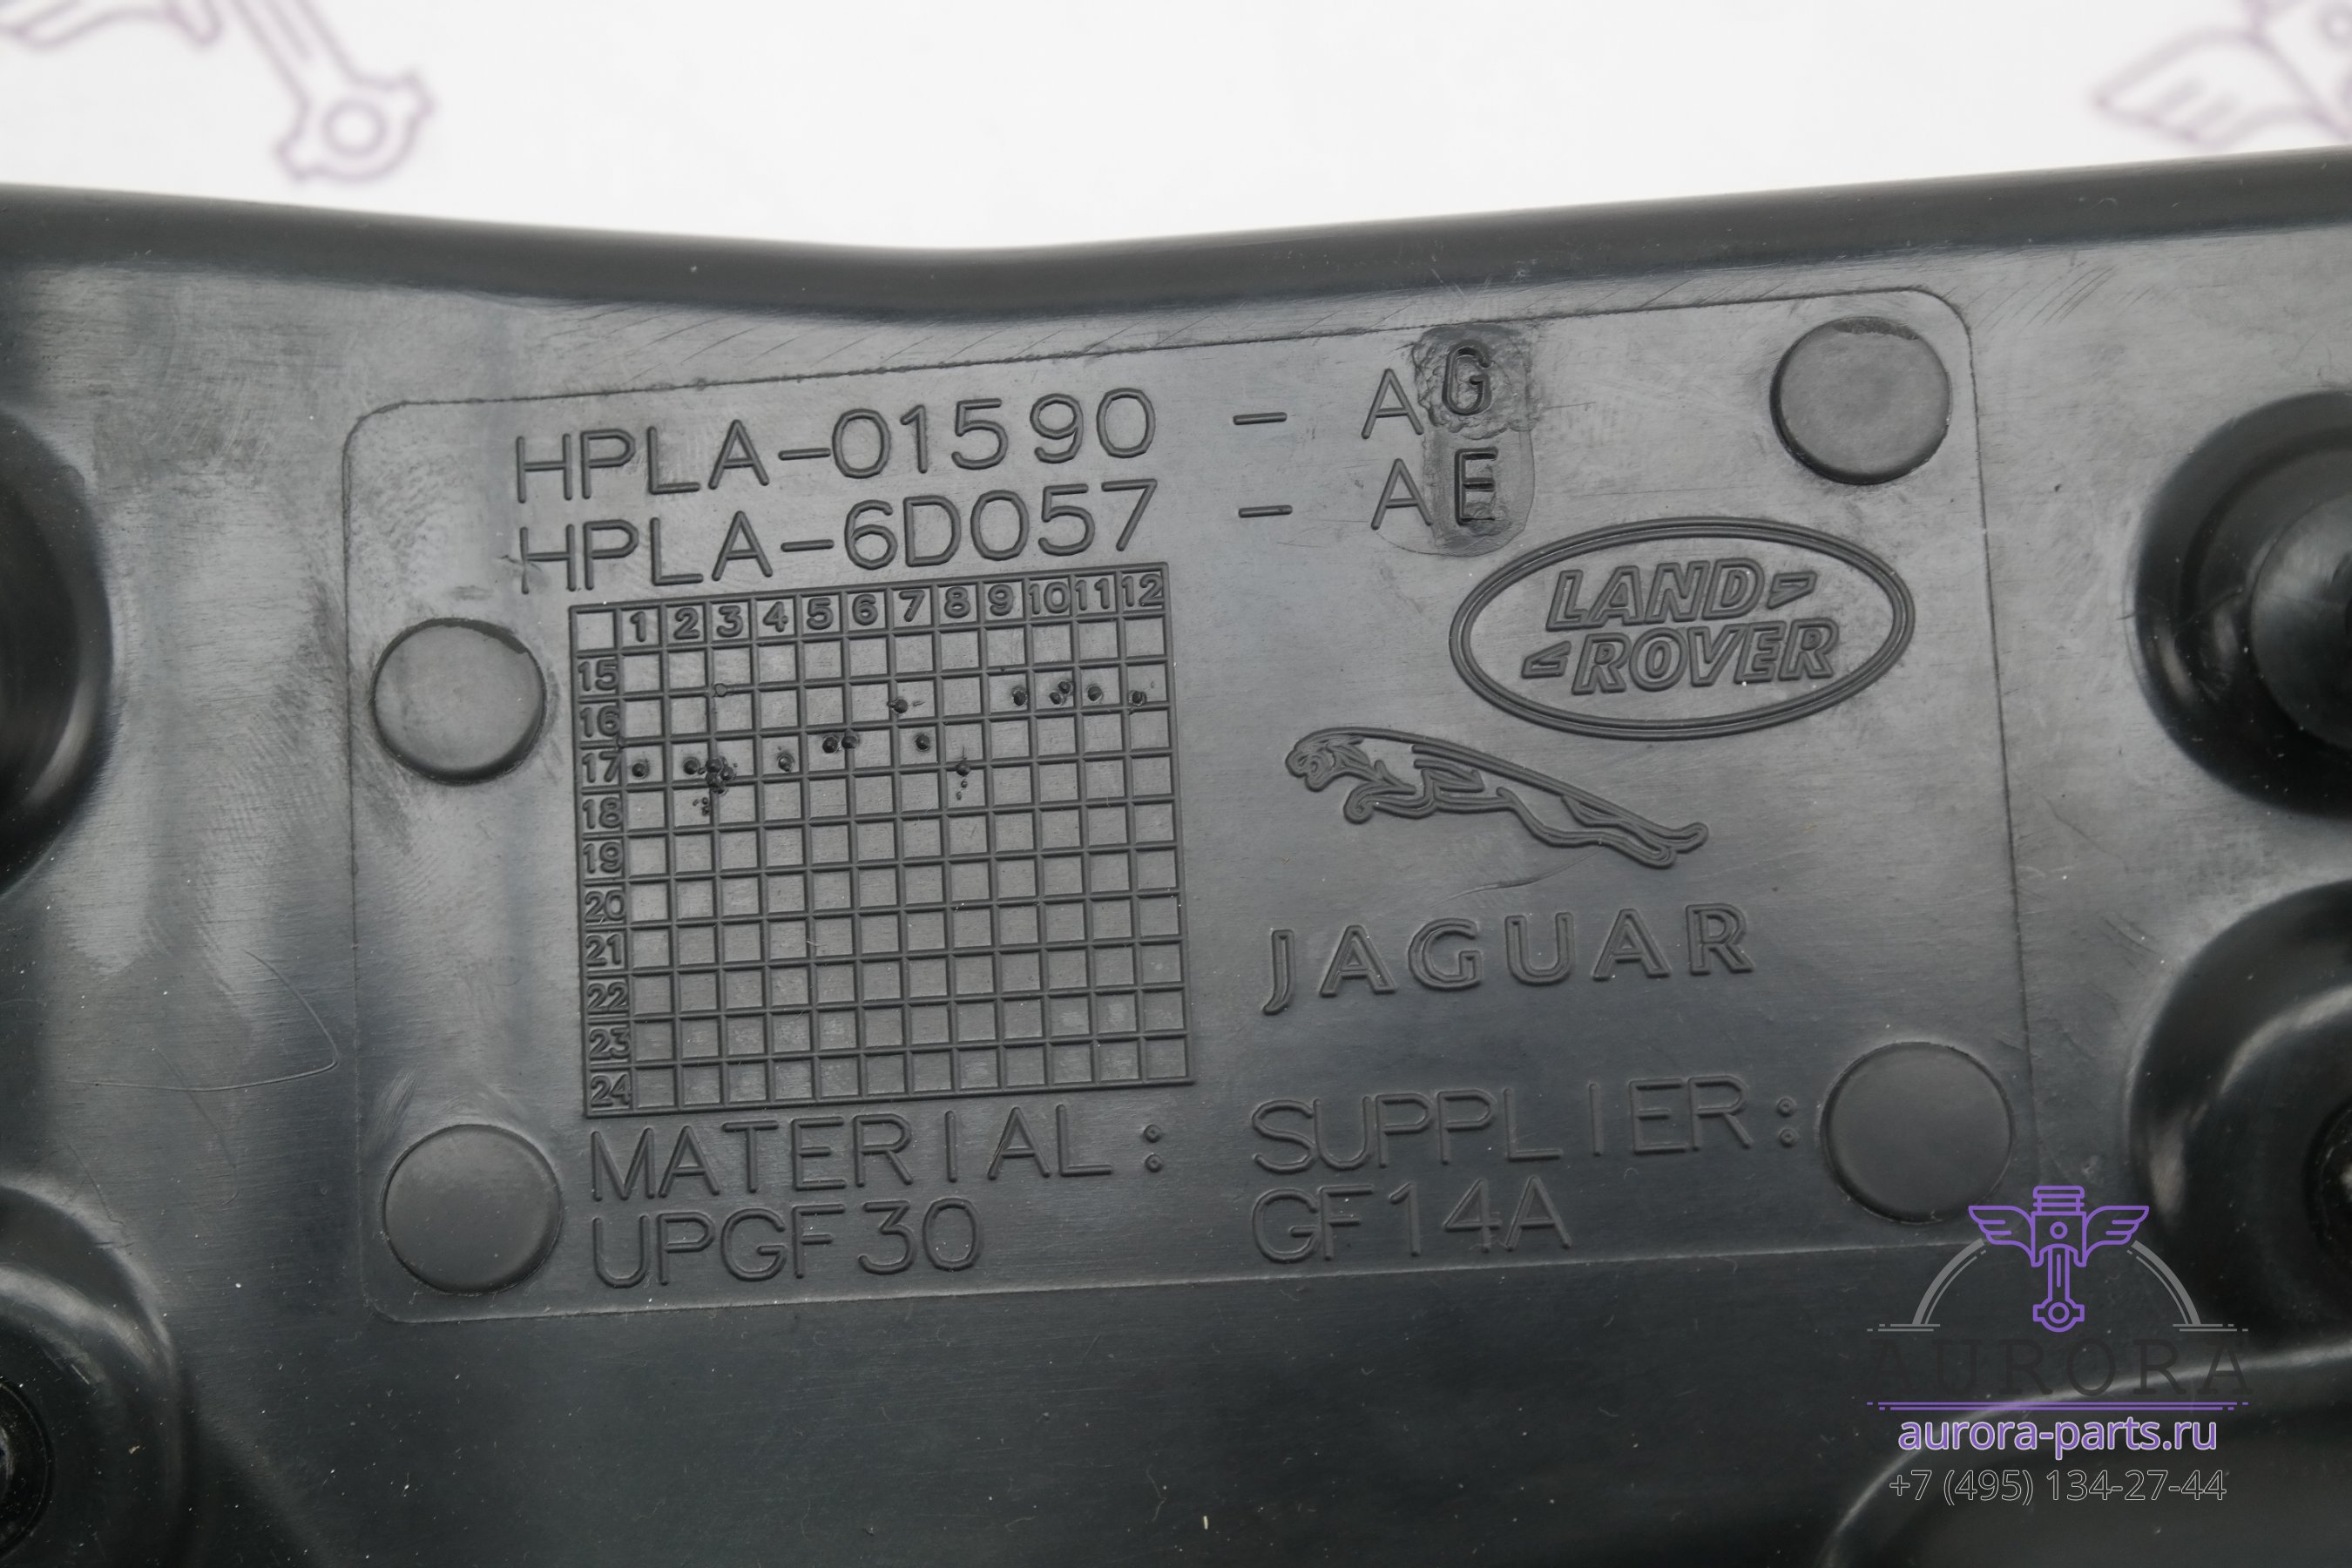 HPLA-01590 - AG
HPLA-6D057 - AE
1 2 3 4 5 6 7 8 9 10 11 12
15
16
17
18
19
20
21
22
23
24
LAND
ROVER
JAGUAR
MATERIAL:
UPGF30
SUPPLIER:
GF14A
AURORA
aurora-parts.ru
+7 (495) 134-27-44